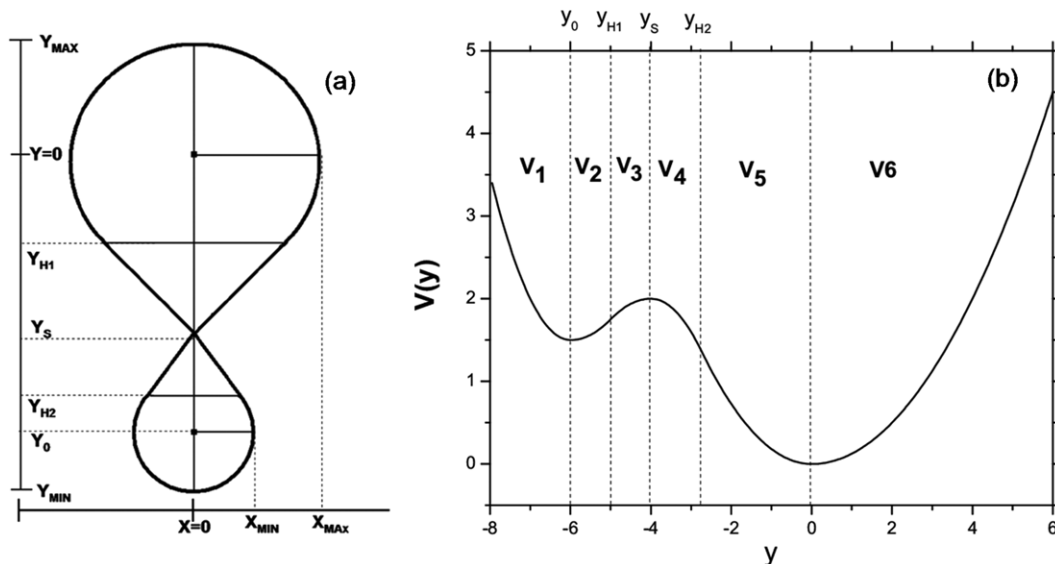 Y_MAX
(a)
Y=0
Y_H1
Y_S
Y_H2
Y_0
Y_MIN
X=0 X_MIN X_MAX
y_0 y_H1 y_S y_H2
(b)
V_1 V_2 V_3 V_4 V_5 V6
V(y)
5
4
3
2
1
0
-8 -6 -4 -2 0 2 4 6
y